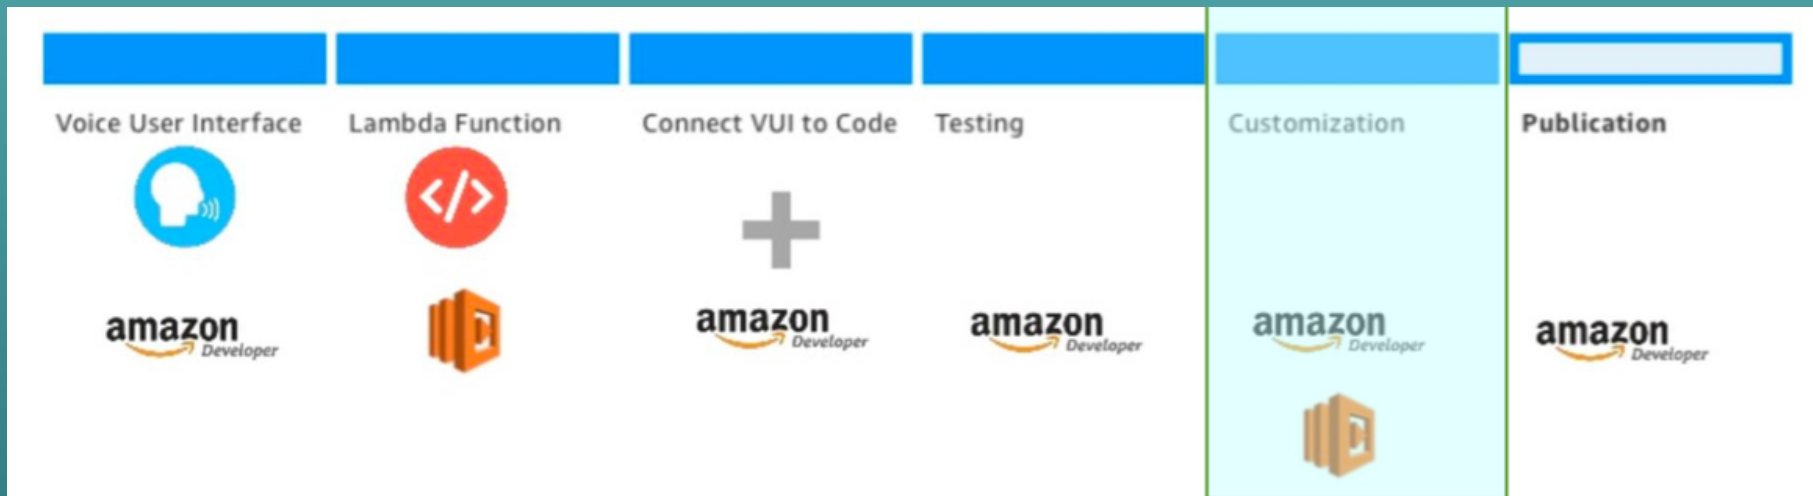 Voice User Interface
Lambda Function
Connect VUI to Code
Testing
Customization
Publication
</>
amazon
Developer
amazon
Developer
amazon
Developer
amazon
Developer
amazon
Developer